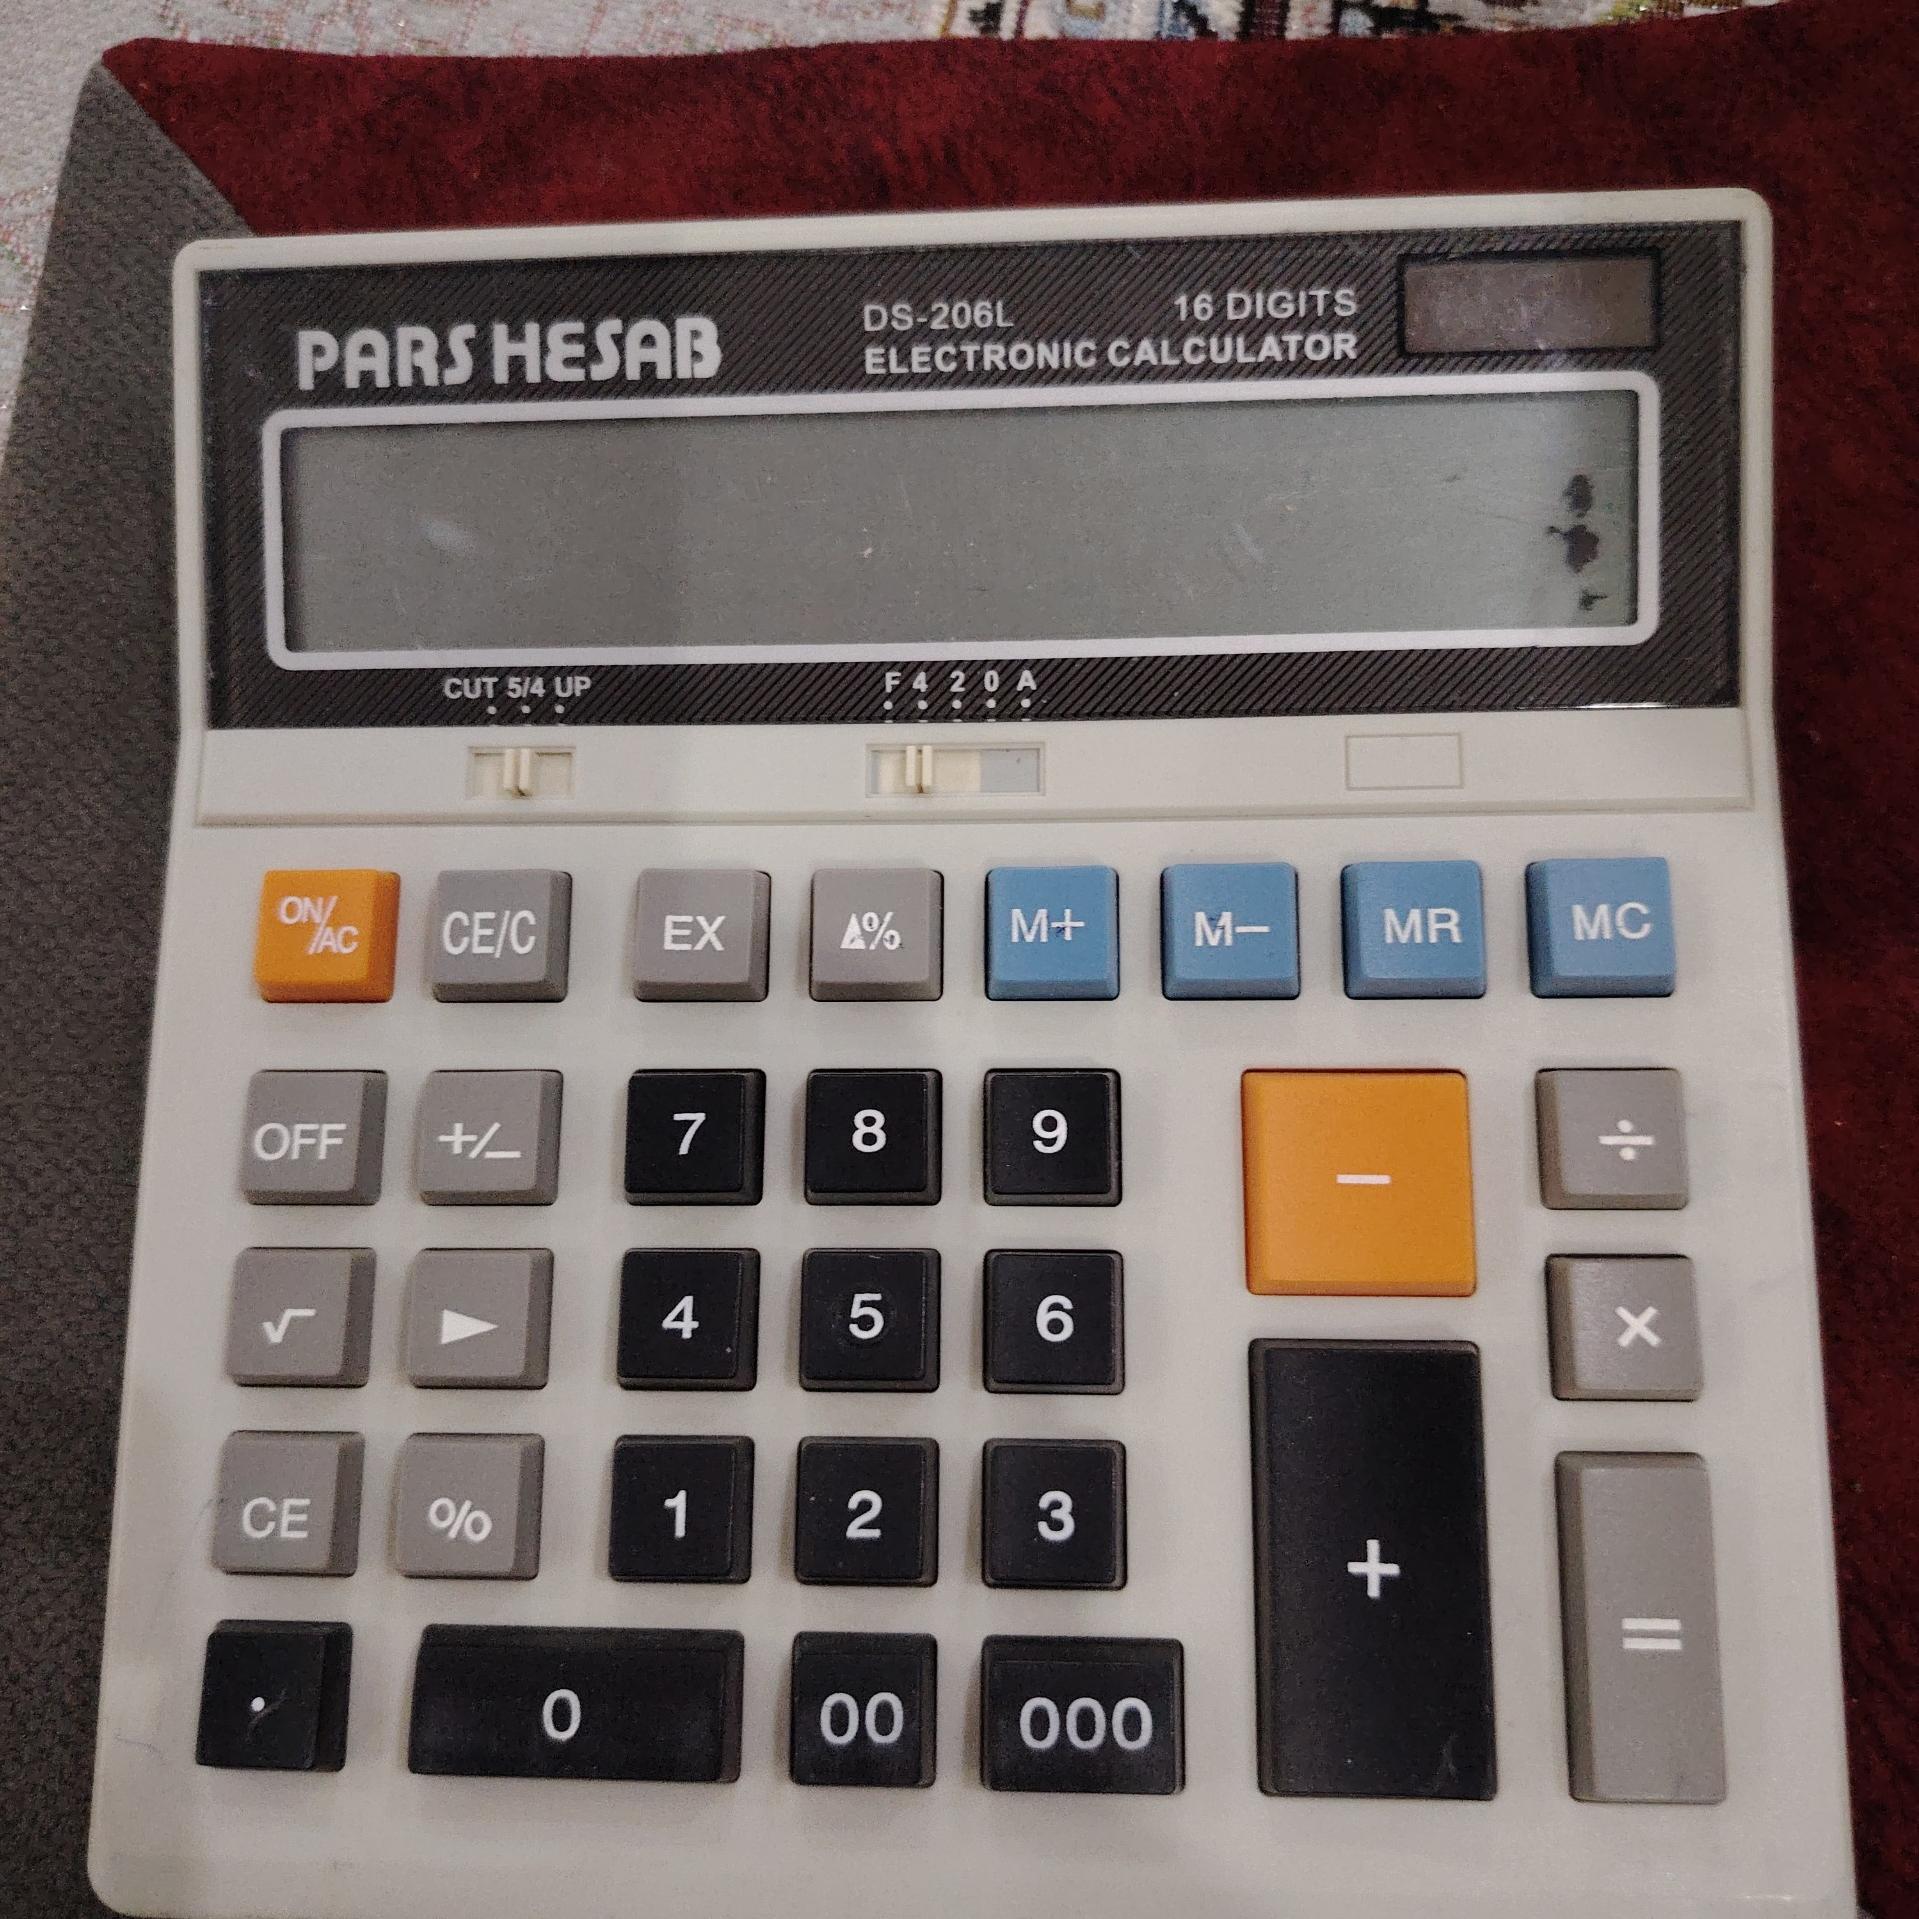 PARS HESAB
DS-206L 16 DIGITS
ELECTRONIC CALCULATOR
CUT 5/4 UP
F 4 2 0 A
ON/AC CE/C EX Δ% M+ M− MR MC
OFF +/− 7 8 9 − ÷
√ ▶ 4 5 6 ×
CE % 1 2 3 + =
. 0 00 000